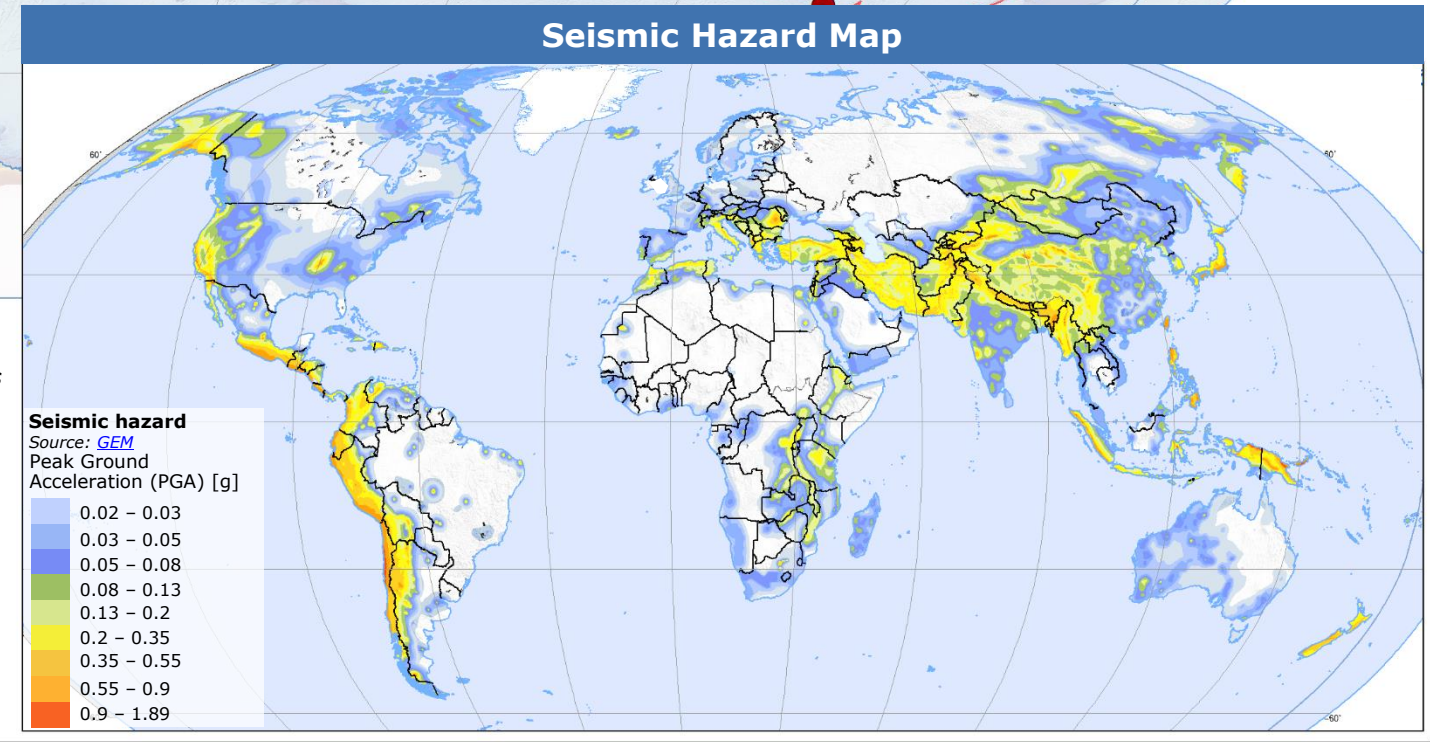 Seismic Hazard Map
60°
60°
Seismic hazard
Source: GEM
Peak Ground
Acceleration (PGA) [g]
0.02 – 0.03
0.03 – 0.05
0.05 – 0.08
0.08 – 0.13
0.13 – 0.2
0.2 – 0.35
0.35 – 0.55
0.55 – 0.9
0.9 – 1.89
-60°